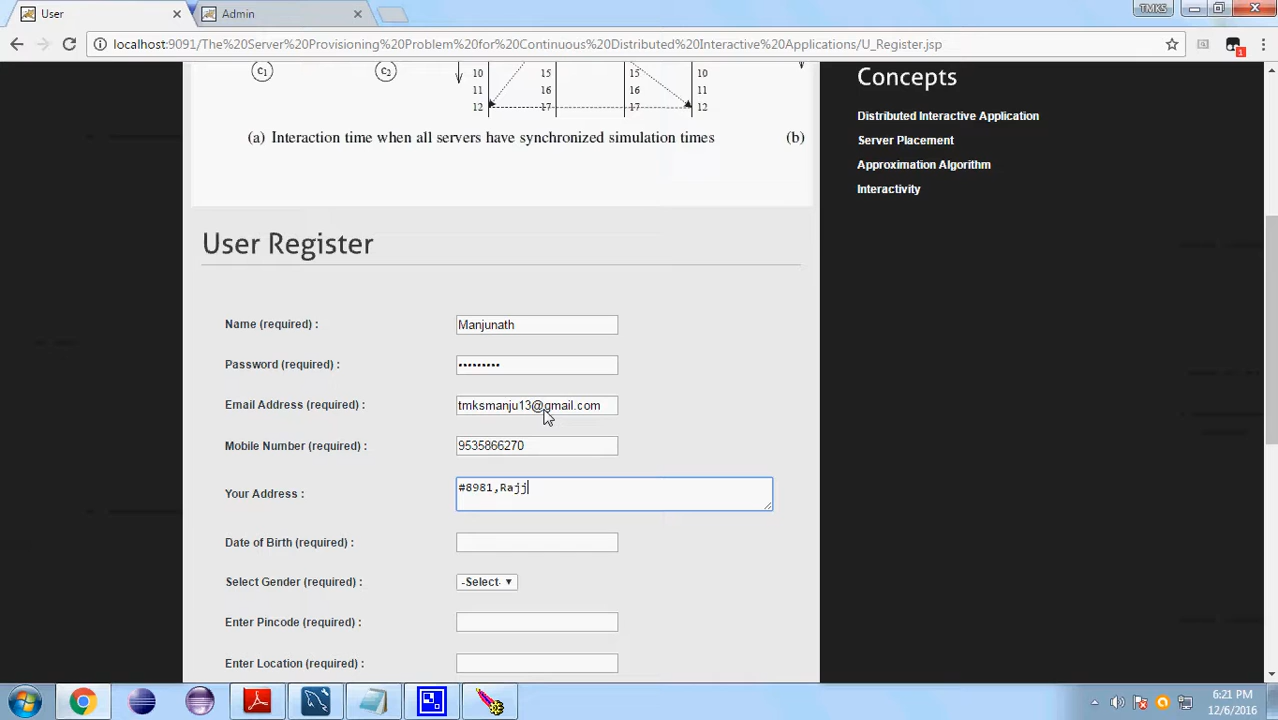 User
Admin
TMKS
localhost:9091/The%20Server%20Provisioning%20Problem%20for%20Continuous%20Distributed%20Interactive%20Applications/U_Register.jsp
1
c1
c2
10 15 15 10
11 16 16 11
12 17 17 12
(a) Interaction time when all servers have synchronized simulation times
(b)
Concepts
Distributed Interactive Application
Server Placement
Approximation Algorithm
Interactivity
User Register
Name (required) : Manjunath
Password (required) : •••••••••
Email Address (required) : tmksmanju13@gmail.com
Mobile Number (required) : 9535866270
Your Address : #8981,Rajj
Date of Birth (required) :
Select Gender (required) : -Select-
Enter Pincode (required) :
Enter Location (required) :
6:21 PM
12/6/2016